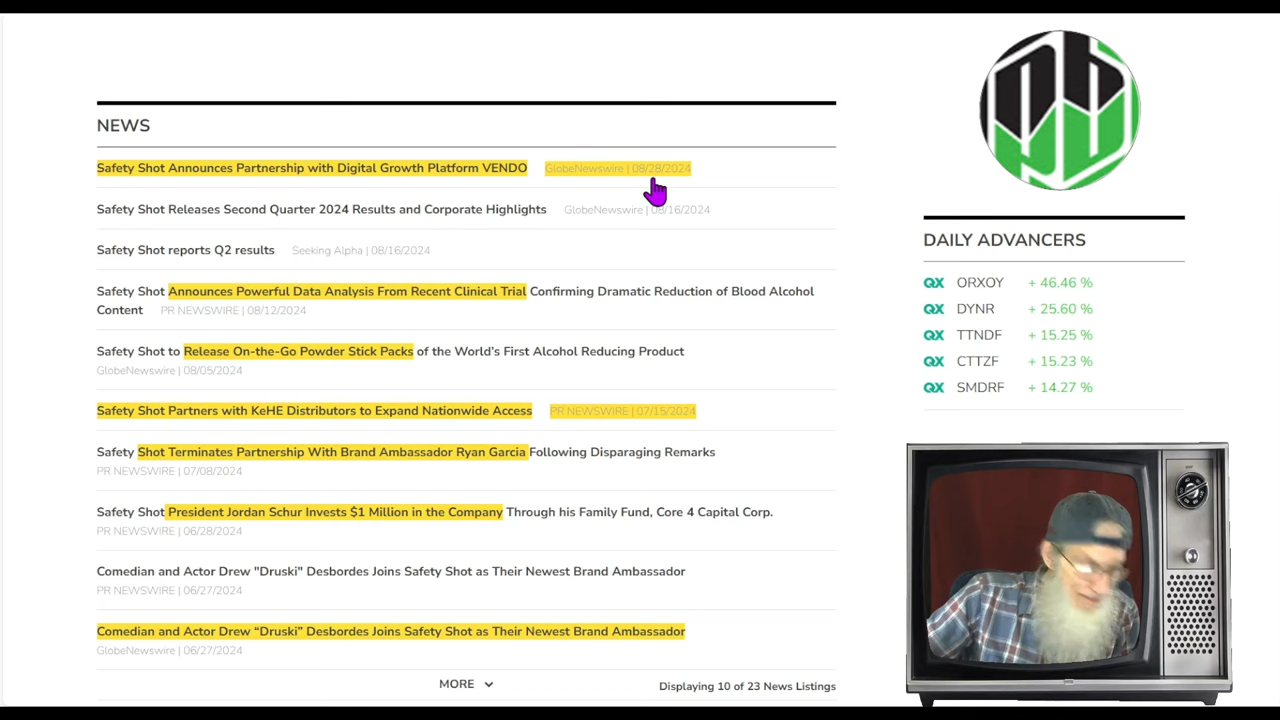 NEWS
Safety Shot Announces Partnership with Digital Growth Platform VENDO GlobeNewswire | 08/28/2024
Safety Shot Releases Second Quarter 2024 Results and Corporate Highlights GlobeNewswire | 08/16/2024
Safety Shot reports Q2 results Seeking Alpha | 08/16/2024
Safety Shot Announces Powerful Data Analysis From Recent Clinical Trial Confirming Dramatic Reduction of Blood Alcohol
Content PR NEWSWIRE | 08/12/2024
Safety Shot to Release On-the-Go Powder Stick Packs of the World's First Alcohol Reducing Product
GlobeNewswire | 08/05/2024
Safety Shot Partners with KeHE Distributors to Expand Nationwide Access PR NEWSWIRE | 07/15/2024
Safety Shot Terminates Partnership With Brand Ambassador Ryan Garcia Following Disparaging Remarks
PR NEWSWIRE | 07/08/2024
Safety Shot President Jordan Schur Invests $1 Million in the Company Through his Family Fund, Core 4 Capital Corp.
PR NEWSWIRE | 06/28/2024
Comedian and Actor Drew "Druski" Desbordes Joins Safety Shot as Their Newest Brand Ambassador
PR NEWSWIRE | 06/27/2024
Comedian and Actor Drew “Druski” Desbordes Joins Safety Shot as Their Newest Brand Ambassador
GlobeNewswire | 06/27/2024
MORE
Displaying 10 of 23 News Listings
DAILY ADVANCERS
QX ORXOY + 46.46 %
QX DYNR + 25.60 %
QX TTNDF + 15.25 %
QX CTTZF + 15.23 %
QX SMDRF + 14.27 %